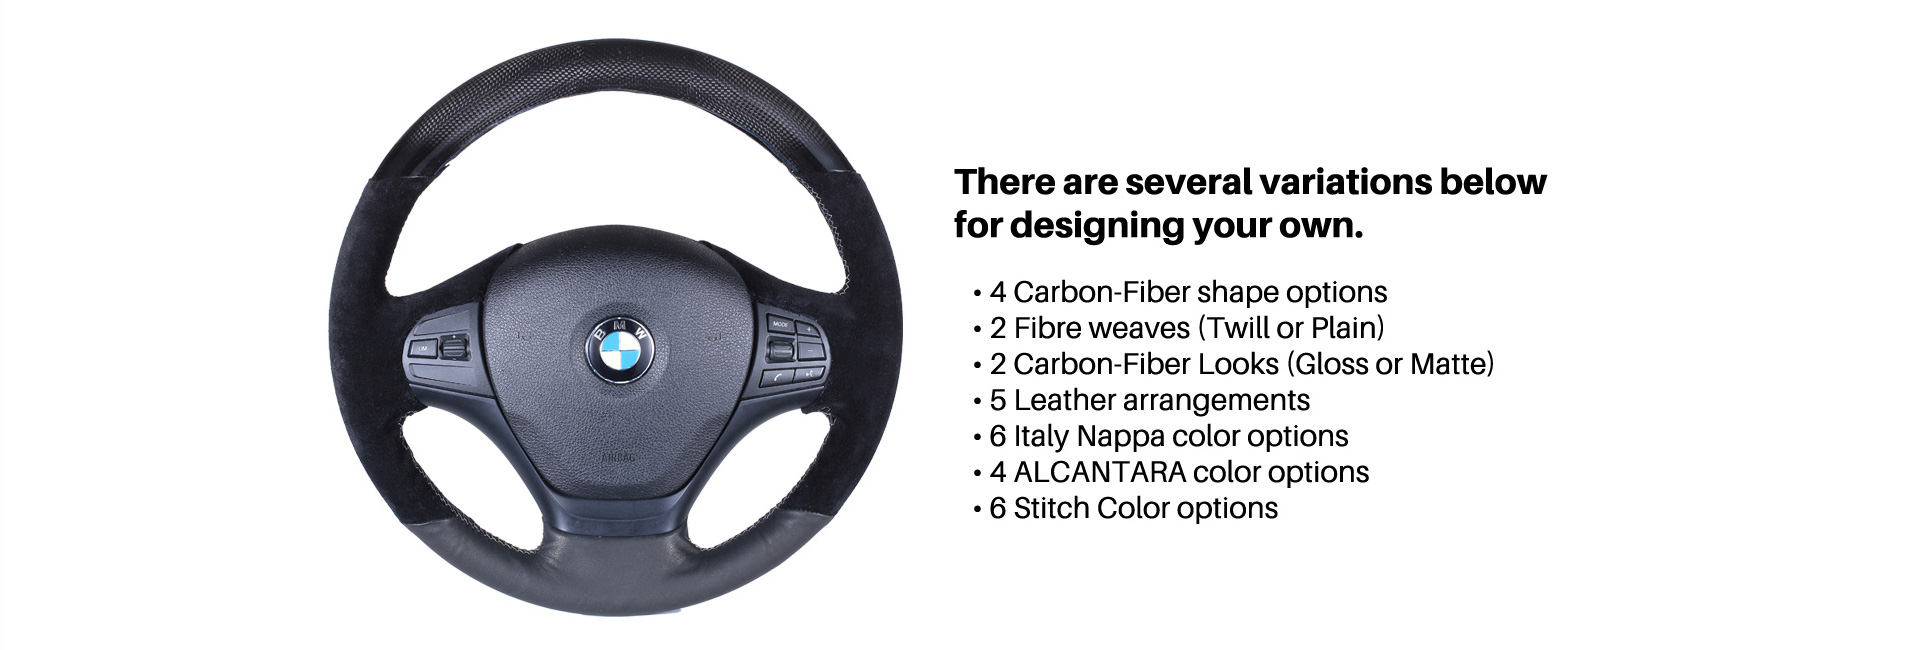 There are several variations below
for designing your own.
• 4 Carbon-Fiber shape options
• 2 Fibre weaves (Twill or Plain)
• 2 Carbon-Fiber Looks (Gloss or Matte)
• 5 Leather arrangements
• 6 Italy Nappa color options
• 4 ALCANTARA color options
• 6 Stitch Color options
BMW
LIM
MODE
+
-
AIRBAG